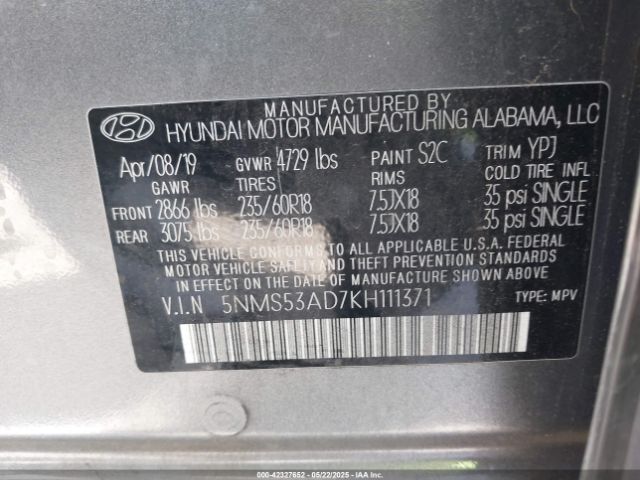 MANUFACTURED BY
HYUNDAI MOTOR MANUFACTURING ALABAMA, LLC
Apr/08/19 GVWR 4729 lbs PAINT S2C TRIM YPJ
GAWR TIRES RIMS COLD TIRE INFL
FRONT 2866 lbs 235/60R18 7.5JX18 35 psi SINGLE
REAR 3075 lbs 235/60R18 7.5JX18 35 psi SINGLE
THIS VEHICLE CONFORMS TO ALL APPLICABLE U.S.A. FEDERAL
MOTOR VEHICLE SAFETY AND THEFT PREVENTION STANDARDS
IN EFFECT ON THE DATE OF MANUFACTURE SHOWN ABOVE.
V.I.N 5NMS53AD7KH111371 TYPE: MPV
000-42327652 - 05/22/2025 - IAA Inc.